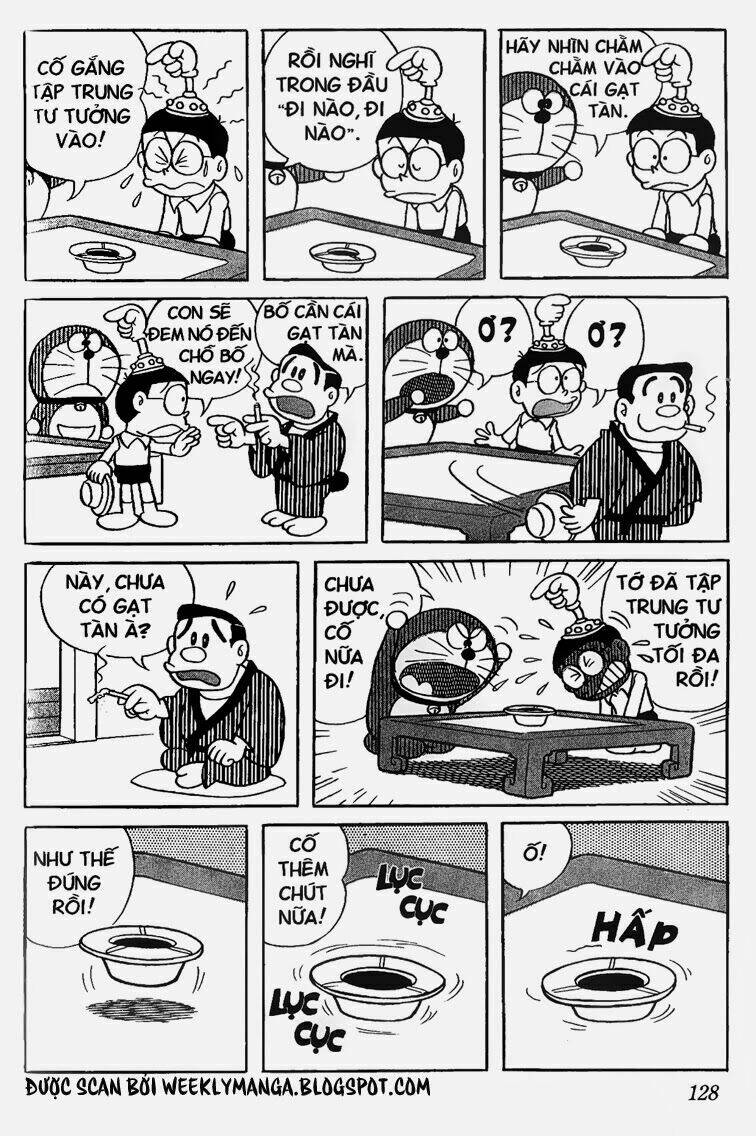 HÃY NHÌN CHẰM
CHẰM VÀO
CÁI GẠT
TÀN.
RỒI NGHĨ
TRONG ĐẦU
“ĐI NÀO, ĐI
NÀO”.
CỐ GẮNG
TẬP TRUNG
TƯ TƯỞNG
VÀO!
Ơ?
Ơ?
BỐ CẦN CÁI
GẠT TÀN
MÀ.
CON SẼ
ĐEM NÓ ĐẾN
CHỖ BỐ
NGAY!
TỚ ĐÃ TẬP
TRUNG TƯ
TƯỞNG
TỐI ĐA
RỒI!
CHƯA
ĐƯỢC,
CỐ
NỮA
ĐI!
NÀY, CHƯA
CÓ GẠT
TÀN À?
Ố!
HẤP
CỐ
THÊM
CHÚT
NỮA!
LỤC
CỤC
LỤC
CỤC
NHƯ THẾ
ĐÚNG
RỒI!
ĐƯỢC SCAN BỞI WEEKLYMANGA.BLOGSPOT.COM
128